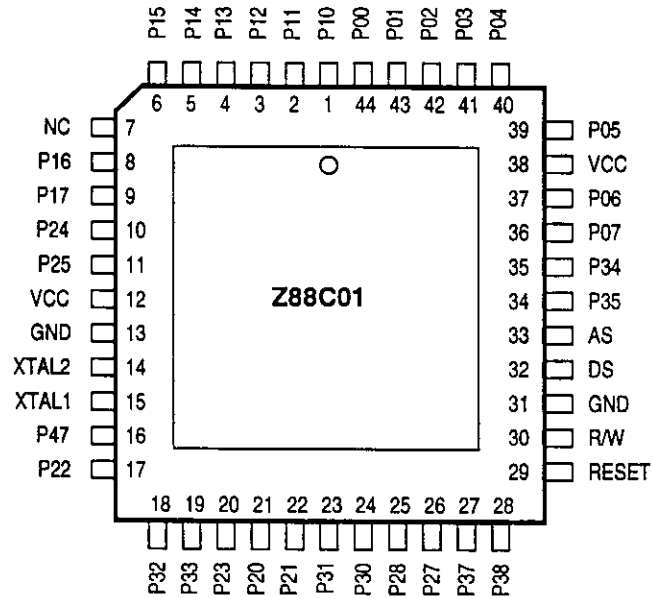 P15 P14 P13 P12 P11 P10 P00 P01 P02 P03 P04
6 5 4 3 2 1 44 43 42 41 40
NC 7 39 P05
P16 8 38 VCC
P17 9 37 P06
P24 10 36 P07
P25 11 35 P34
VCC 12 Z88C01 34 P35
GND 13 33 AS
XTAL2 14 32 DS
XTAL1 15 31 GND
P47 16 30 R/W
P22 17 29 RESET
18 19 20 21 22 23 24 25 26 27 28
P32 P33 P23 P20 P21 P31 P30 P28 P27 P37 P38